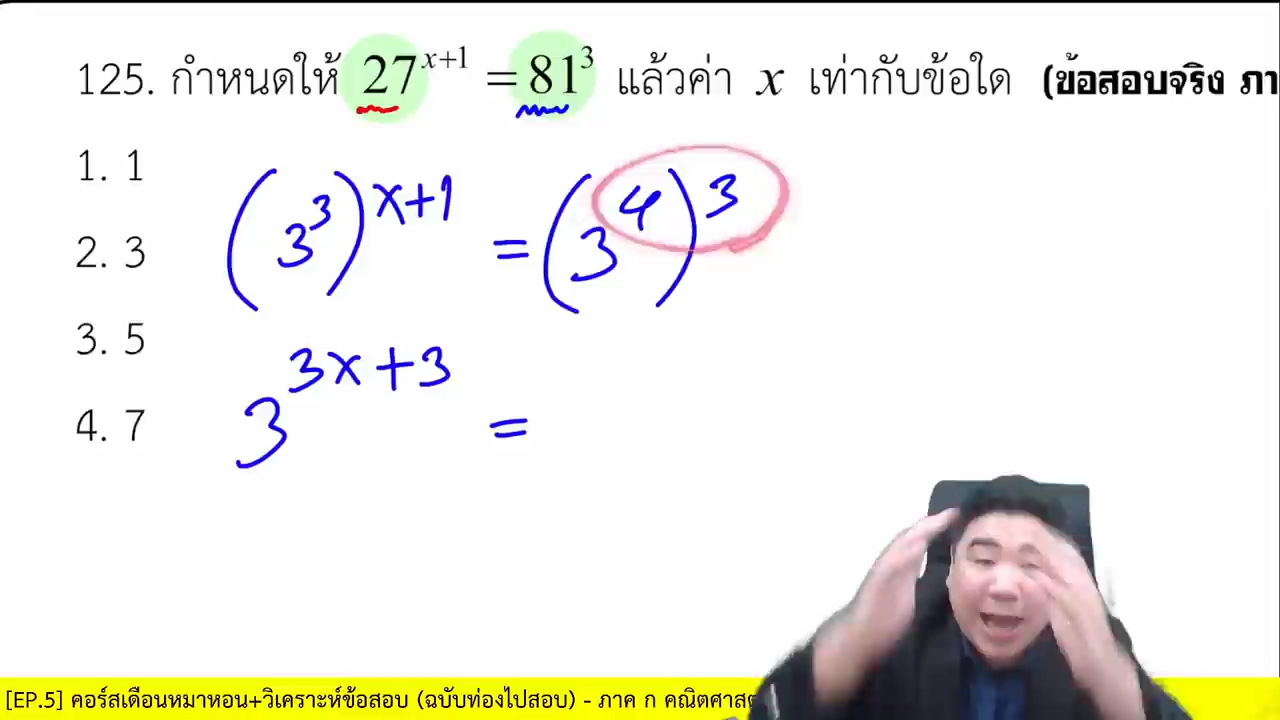 125. กำหนดให้ 27^{x+1} = 81^3 แล้วค่า x เท่ากับข้อใด (ข้อสอบจริง ภา
1. 1
(3^3)^{x+1} = (3^4)^3
2. 3
3. 5
3^{3x+3} =
4. 7
[EP.5] คอร์สเดือนหมาหอน+วิเคราะห์ข้อสอบ (ฉบับท่องไปสอบ) - ภาค ก คณิตศาสต